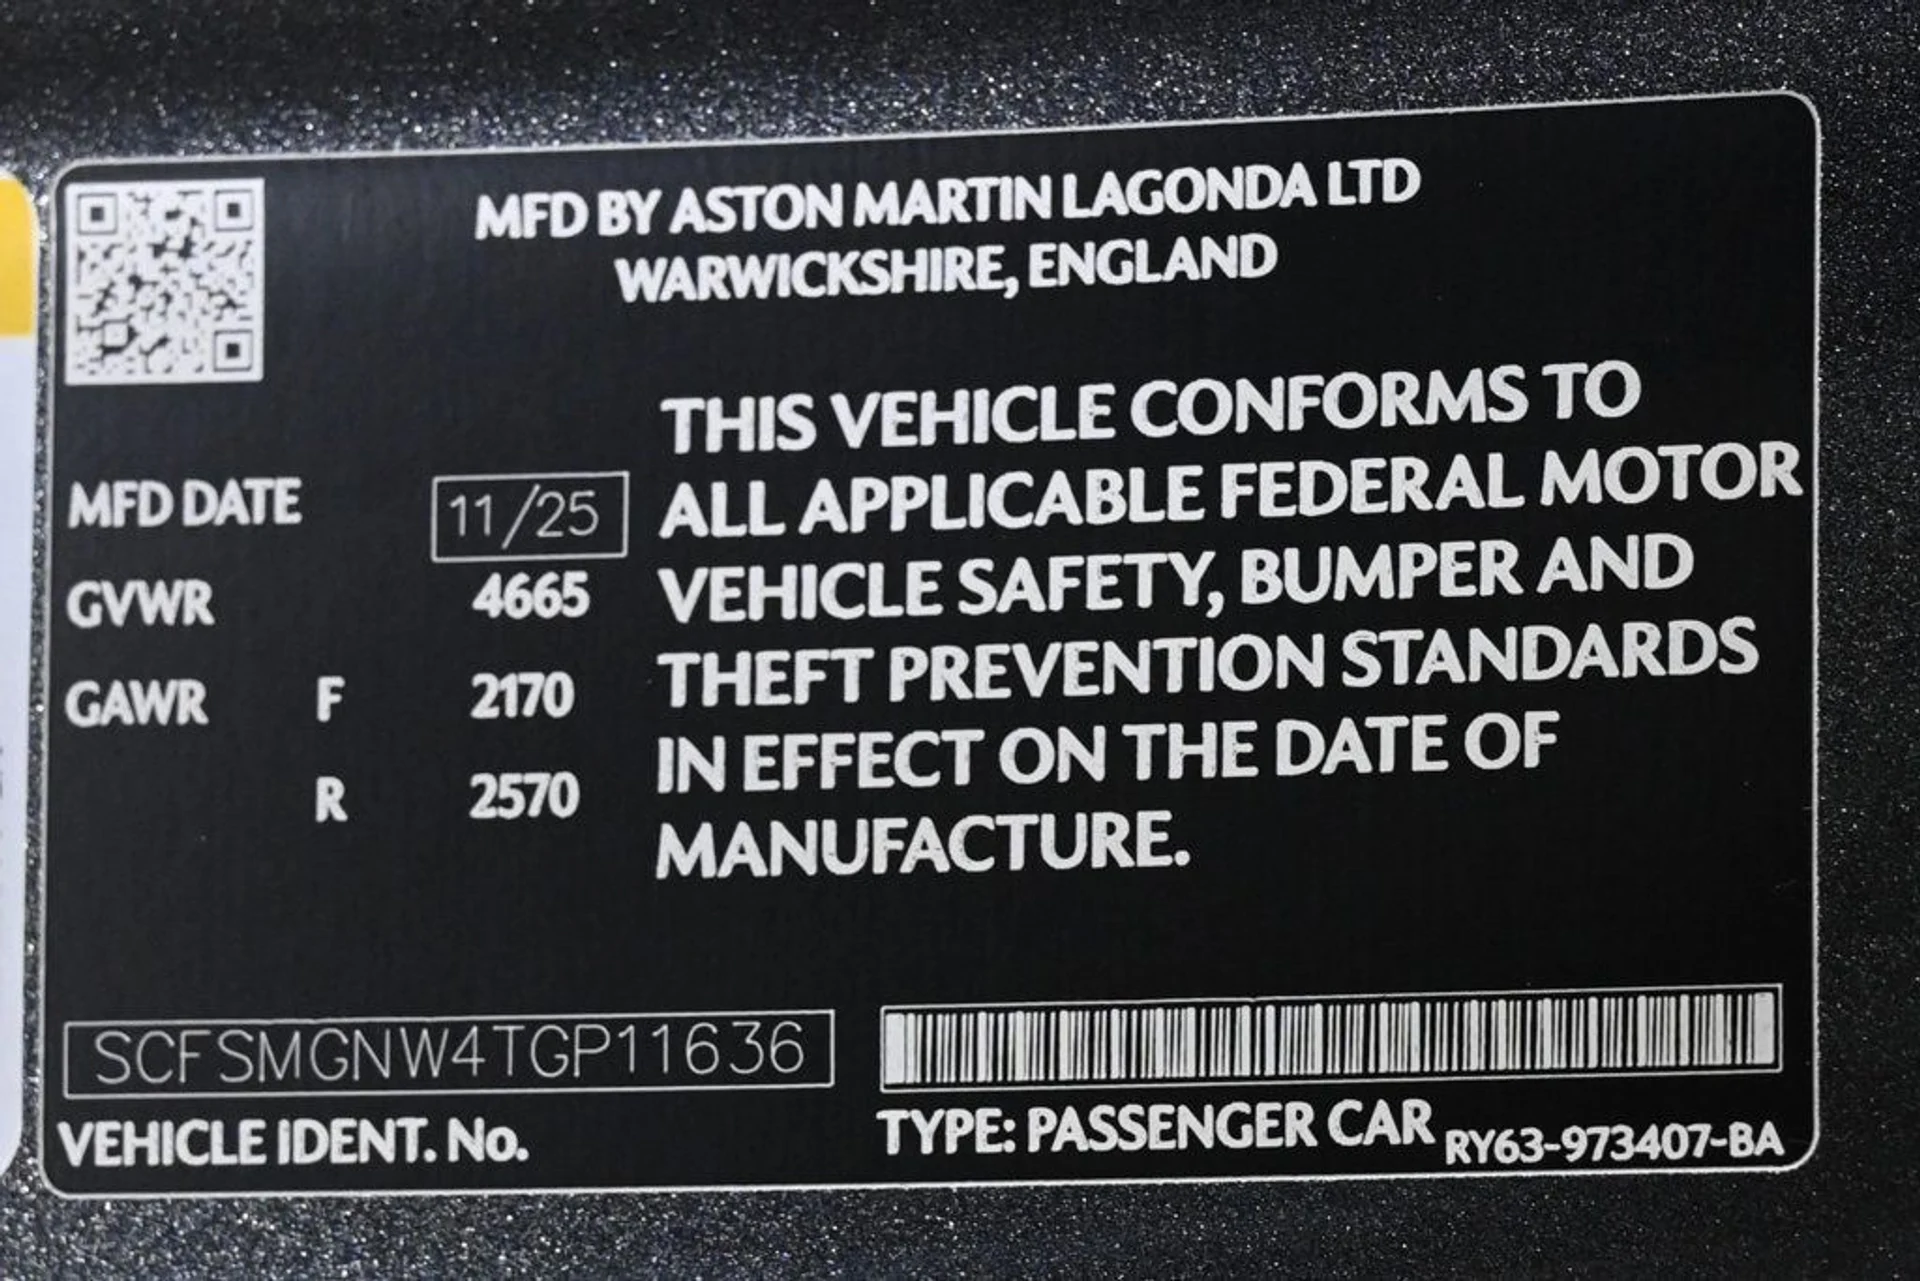 MFD BY ASTON MARTIN LAGONDA LTD
WARWICKSHIRE, ENGLAND
THIS VEHICLE CONFORMS TO
ALL APPLICABLE FEDERAL MOTOR
VEHICLE SAFETY, BUMPER AND
THEFT PREVENTION STANDARDS
IN EFFECT ON THE DATE OF
MANUFACTURE.
MFD DATE 11/25
GVWR 4665
GAWR F 2170
R 2570
SCFSMGNW4TGP11636
VEHICLE IDENT. No.
TYPE: PASSENGER CAR RY63-973407-BA